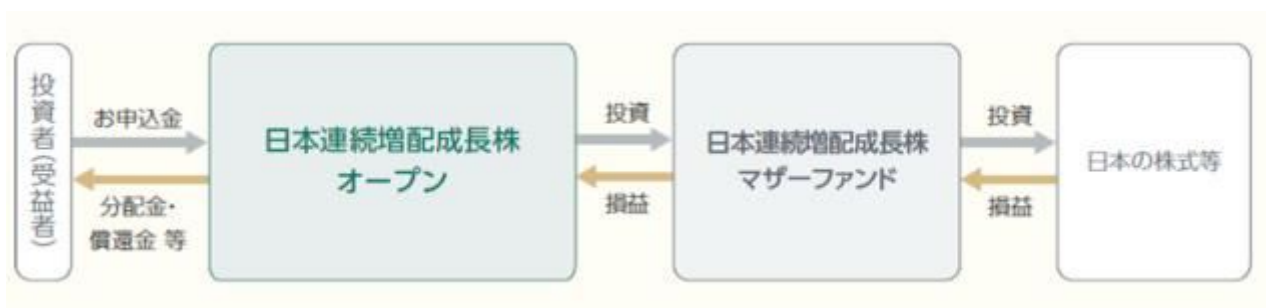 投資者(受益者)
お申込金
分配金・
償還金 等
日本連続増配成長株
オープン
投資
損益
日本連続増配成長株
マザーファンド
投資
損益
日本の株式等